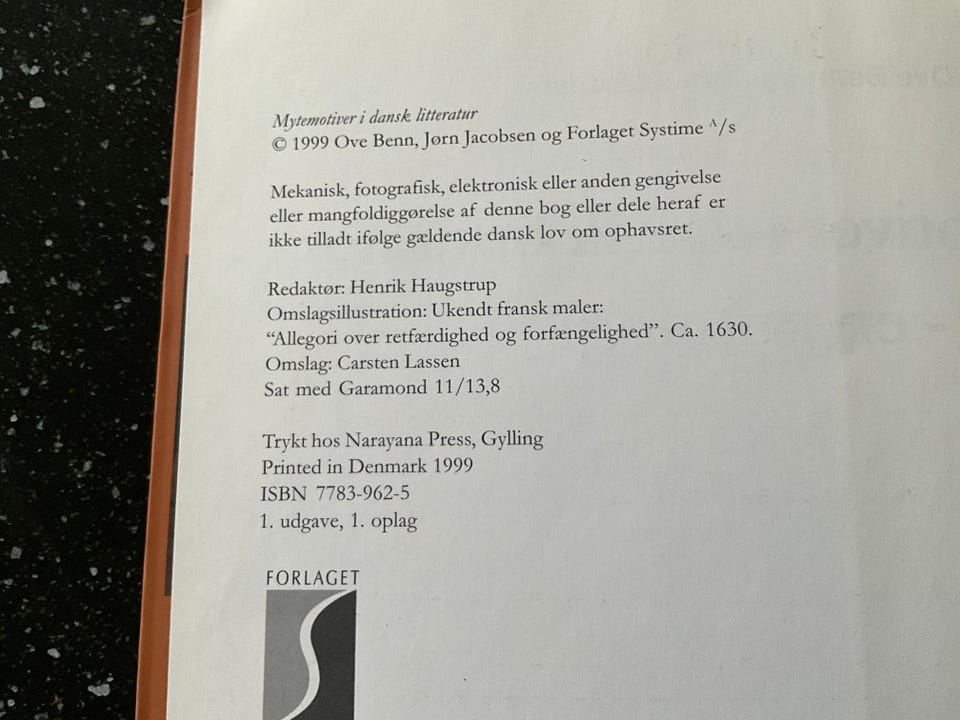 Mytemotiver i dansk litteratur
© 1999 Ove Benn, Jørn Jacobsen og Forlaget Systime A/s
Mekanisk, fotografisk, elektronisk eller anden gengivelse
eller mangfoldiggørelse af denne bog eller dele heraf er
ikke tilladt ifølge gældende dansk lov om ophavsret.
Redaktør: Henrik Haugstrup
Omslagsillustration: Ukendt fransk maler:
“Allegori over retfærdighed og forfængelighed”. Ca. 1630.
Omslag: Carsten Lassen
Sat med Garamond 11/13,8
Trykt hos Narayana Press, Gylling
Printed in Denmark 1999
ISBN 7783-962-5
1. udgave, 1. oplag
FORLAGET